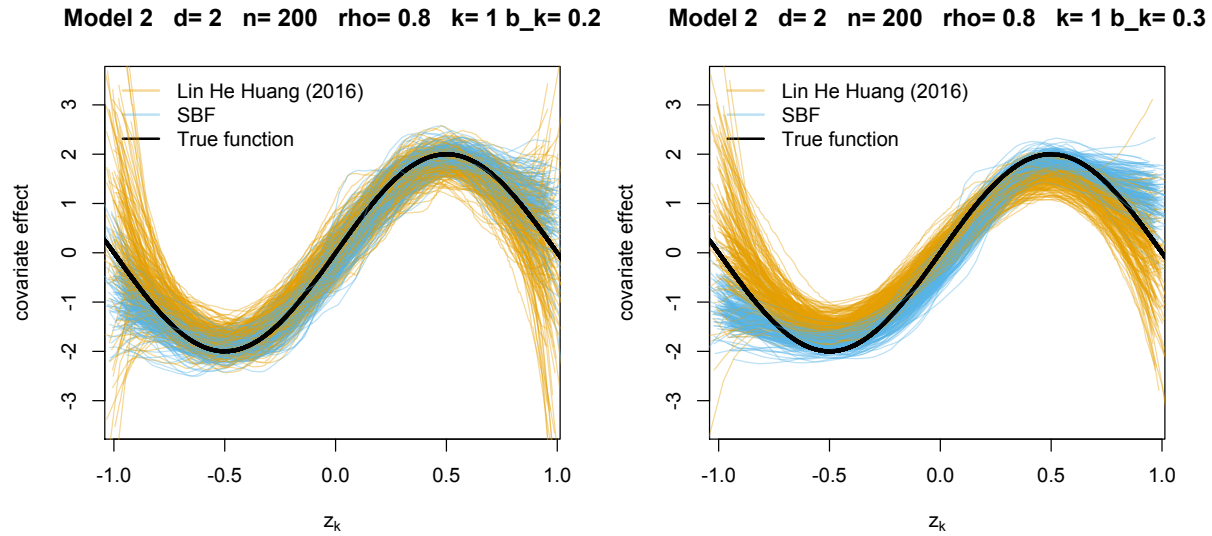 Model 2 d= 2 n= 200 rho= 0.8 k= 1 b_k= 0.2
Lin He Huang (2016)
SBF
True function
covariate effect
3
2
1
0
-1
-2
-3
-1.0 -0.5 0.0 0.5 1.0
z_k
Model 2 d= 2 n= 200 rho= 0.8 k= 1 b_k= 0.3
Lin He Huang (2016)
SBF
True function
covariate effect
3
2
1
0
-1
-2
-3
-1.0 -0.5 0.0 0.5 1.0
z_k